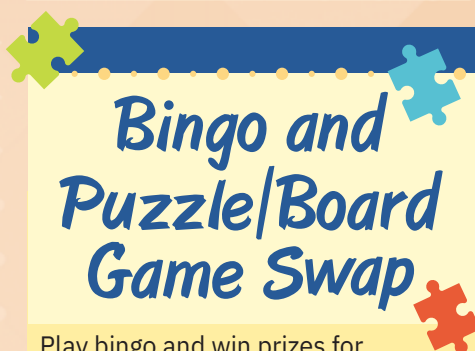 Bingo and
Puzzle/Board
Game Swap
Play bingo and win prizes for